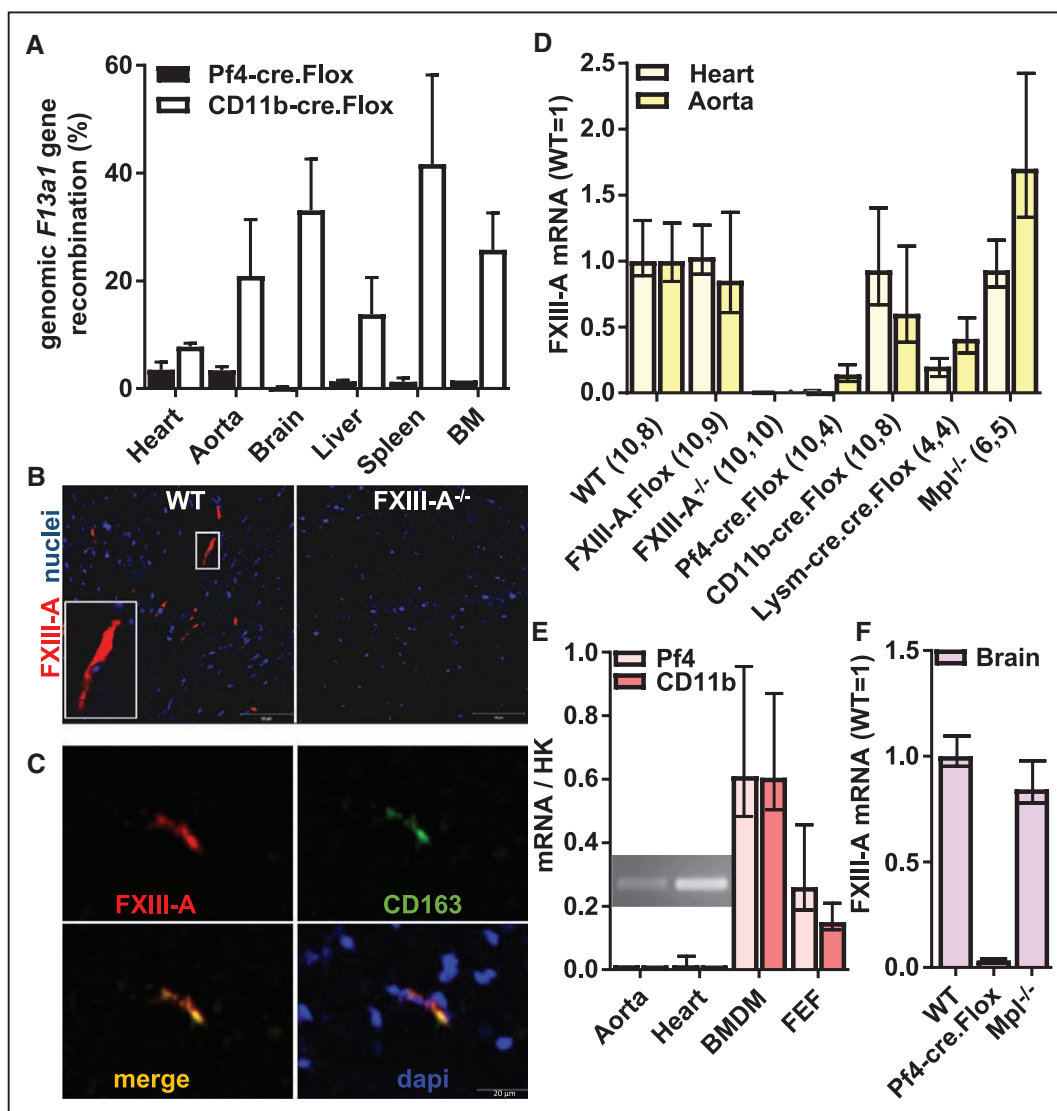 A
genomic F13a1 gene
recombination (%)
60
40
20
0
Pf4-cre.Flox
CD11b-cre.Flox
Heart
Aorta
Brain
Liver
Spleen
BM
B
FXIII-A nuclei
WT
FXIII-A-/-
C
FXIII-A
CD163
merge
dapi
20 µm
D
FXIII-A mRNA (WT=1)
2.5
2.0
1.5
1.0
0.5
0.0
Heart
Aorta
WT (10,8)
FXIII-A.Flox (10,9)
FXIII-A-/- (10,10)
Pf4-cre.Flox (10,4)
CD11b-cre.Flox (10,8)
Lysm-cre.cre.Flox (4,4)
Mpl-/- (6,5)
E
mRNA / HK
1.0
0.8
0.6
0.4
0.2
0.0
Pf4
CD11b
Aorta
Heart
BMDM
FEF
F
FXIII-A mRNA (WT=1)
1.5
1.0
0.5
0.0
Brain
WT
Pf4-cre.Flox
Mpl-/-